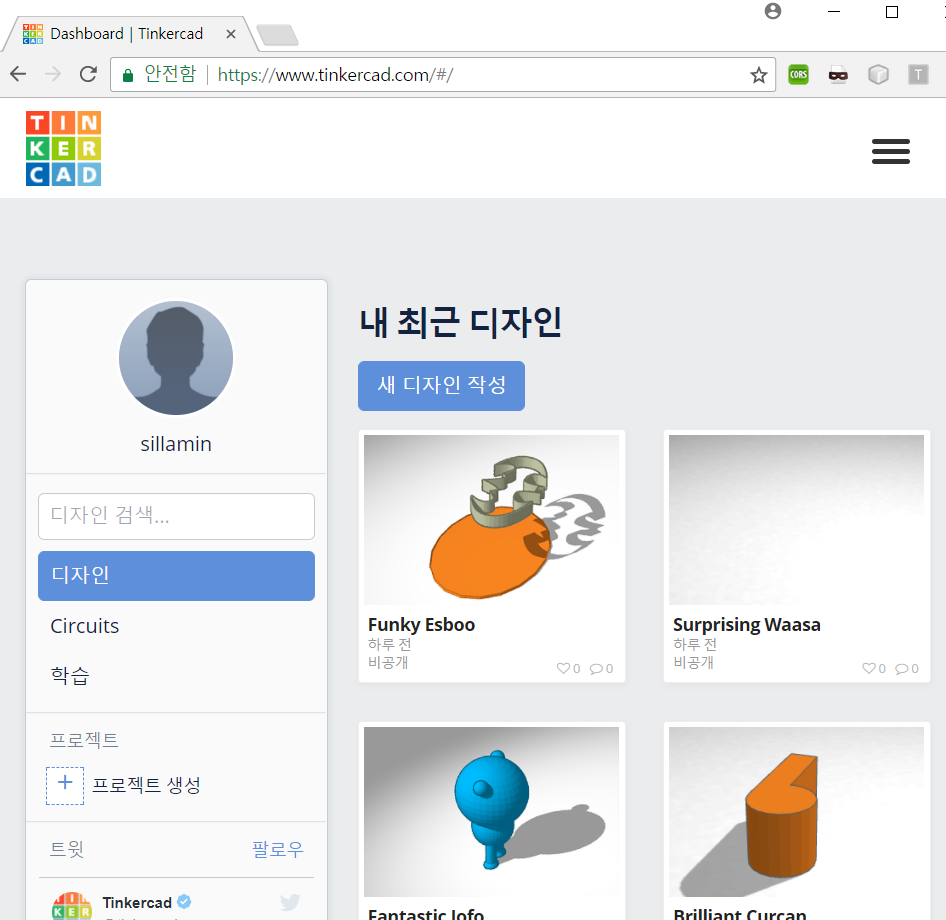 Dashboard | Tinkercad
안전함 | https://www.tinkercad.com/#/
CORS
T
TIN
KER
CAD
sillamin
디자인 검색...
디자인
Circuits
학습
프로젝트
+ 프로젝트 생성
트윗 팔로우
Tinkercad
내 최근 디자인
새 디자인 작성
Funky Esboo
하루 전
비공개
0 0
Surprising Waasa
하루 전
비공개
0 0
Fantastic Jofo
Brilliant Curcan